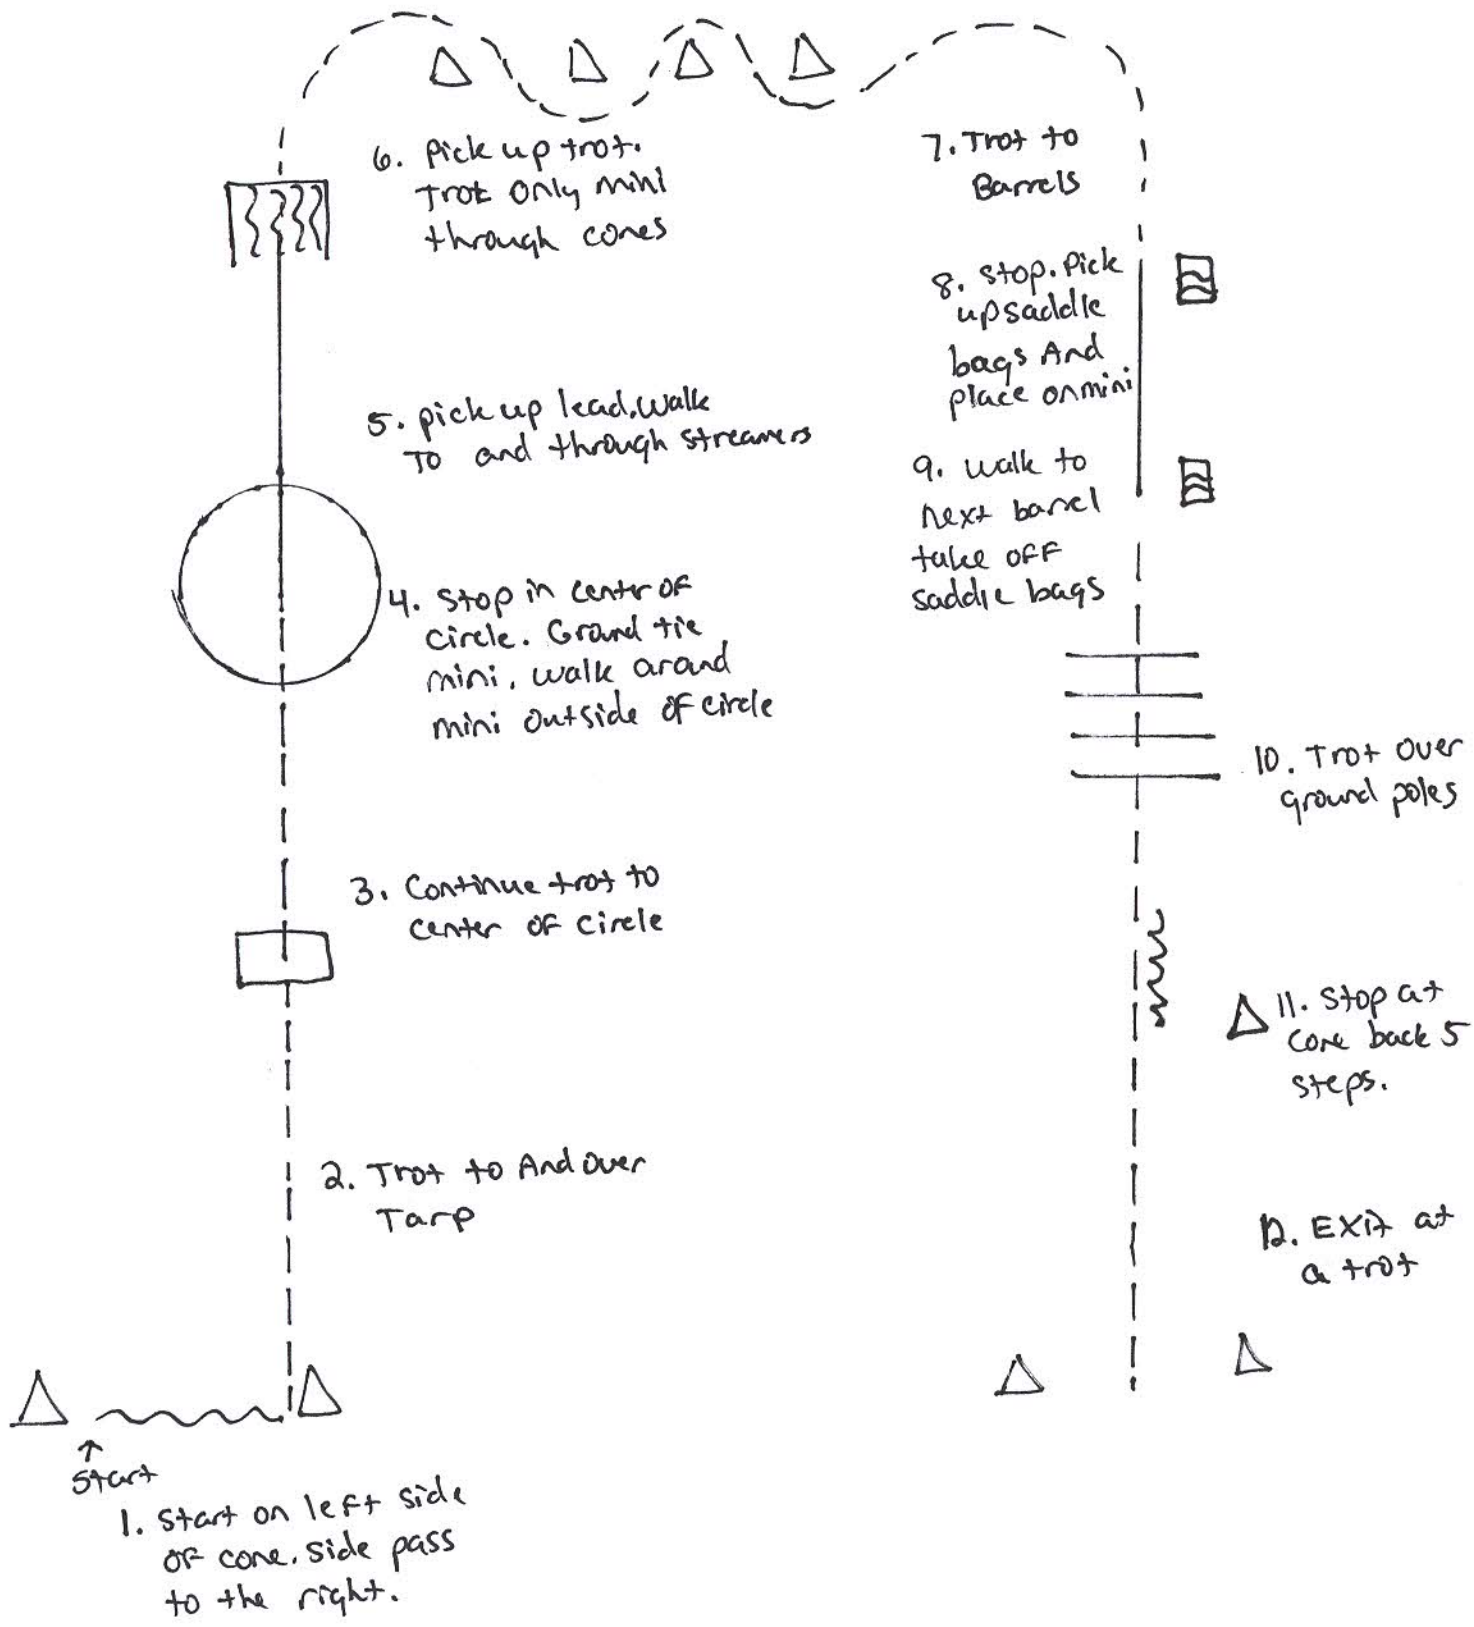 Start
1. Start on left side
of cone. Side pass
to the right.
2. Trot to And Over
Tarp
3. Continue trot to
center of circle
4. Stop in center of
circle. Ground tie
mini, walk around
mini outside of circle
5. pick up lead. Walk
To and through streamers
6. Pick up trot.
Trot Only mini
through cones
7. Trot to
Barrels
8. Stop. Pick
up saddle
bags And
place on mini
9. Walk to
next barrel
take off
saddle bags
10. Trot Over
ground poles
11. Stop at
Cone back 5
steps.
12. Exit at
a trot